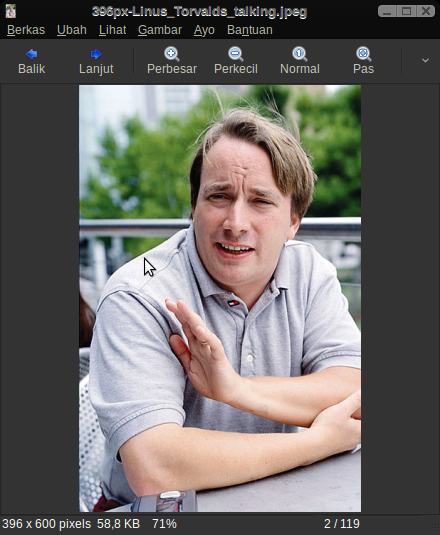 396px-Linus_Torvalds_talking.jpeg
Berkas Ubah Lihat Gambar Ayo Bantuan
Balik Lanjut Perbesar Perkecil Normal Pas
396 x 600 pixels 58,8 KB 71% 2 / 119